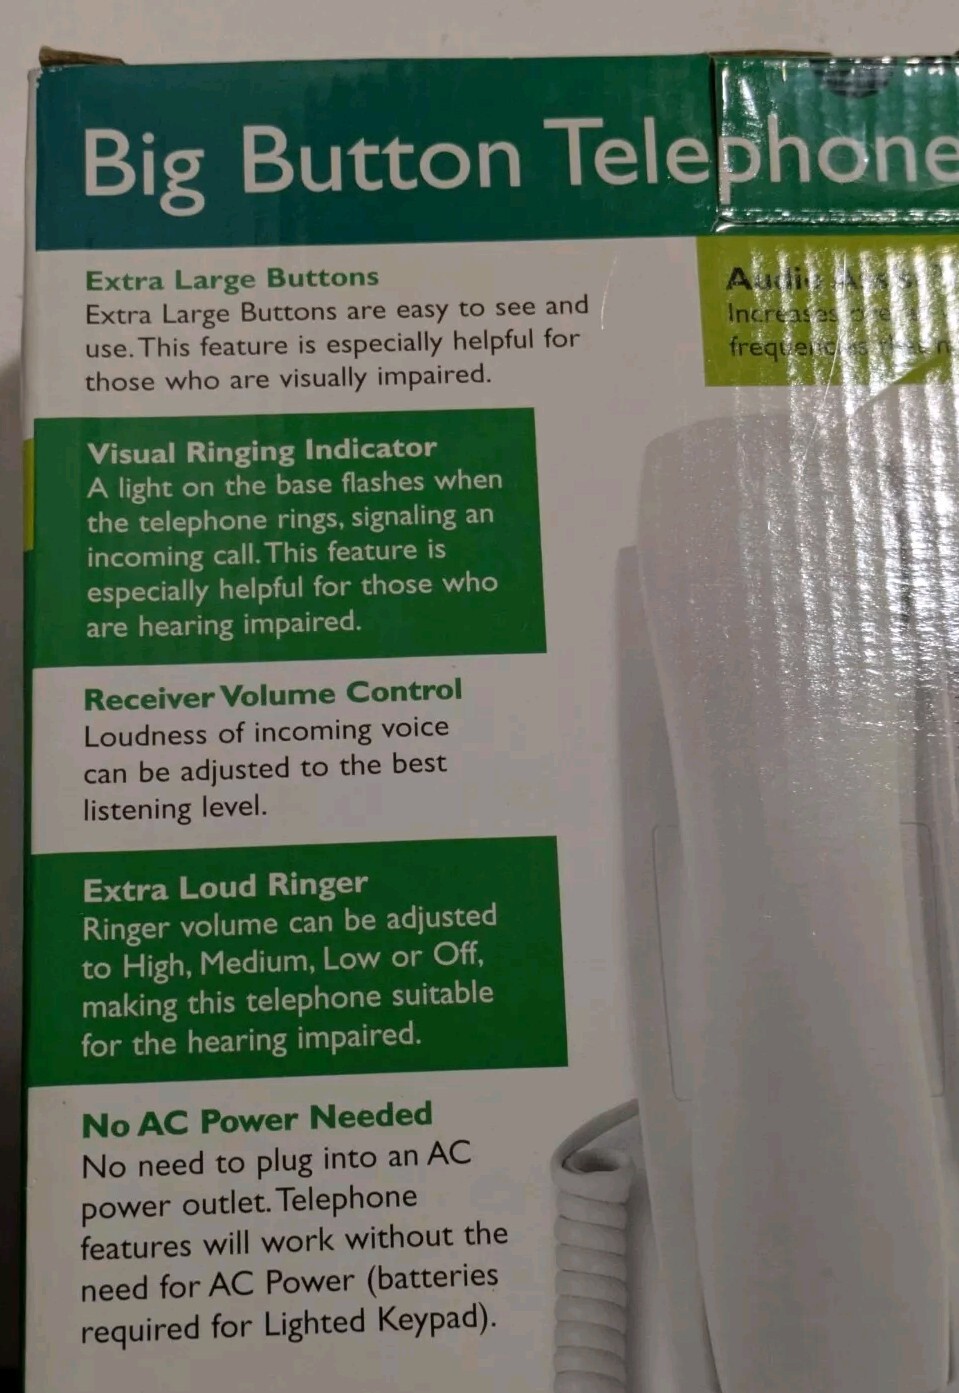 Big Button Telephone
Extra Large Buttons
Extra Large Buttons are easy to see and
use. This feature is especially helpful for
those who are visually impaired.
Visual Ringing Indicator
A light on the base flashes when
the telephone rings, signaling an
incoming call. This feature is
especially helpful for those who
are hearing impaired.
Receiver Volume Control
Loudness of incoming voice
can be adjusted to the best
listening level.
Extra Loud Ringer
Ringer volume can be adjusted
to High, Medium, Low or Off,
making this telephone suitable
for the hearing impaired.
No AC Power Needed
No need to plug into an AC
power outlet. Telephone
features will work without the
need for AC Power (batteries
required for Lighted Keypad).
Audio
Increases
frequencies